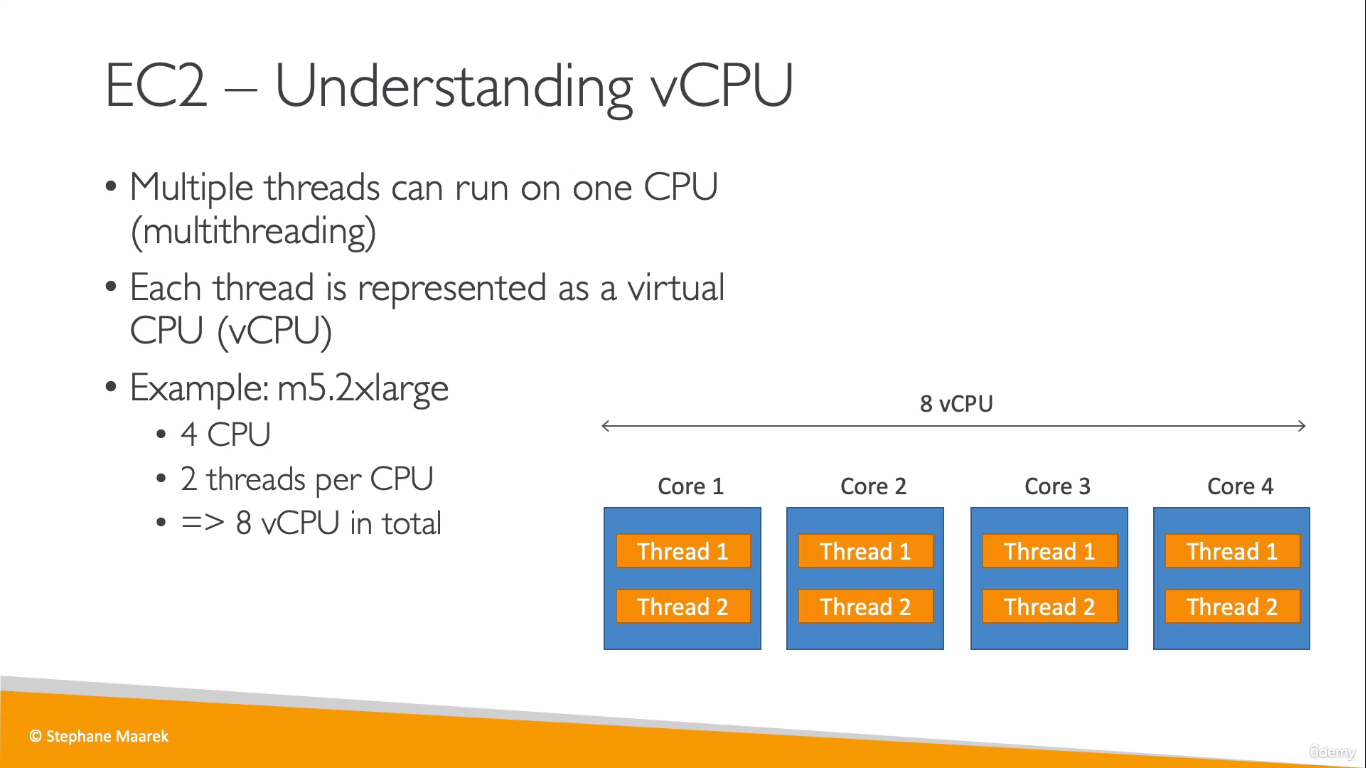 EC2 – Understanding vCPU
• Multiple threads can run on one CPU
(multithreading)
• Each thread is represented as a virtual
CPU (vCPU)
• Example: m5.2xlarge
• 4 CPU
• 2 threads per CPU
• => 8 vCPU in total
8 vCPU
Core 1 Core 2 Core 3 Core 4
Thread 1 Thread 1 Thread 1 Thread 1
Thread 2 Thread 2 Thread 2 Thread 2
© Stephane Maarek
ûdemy